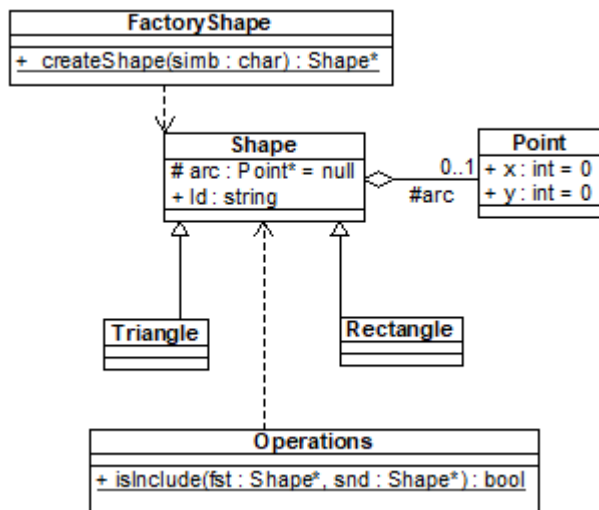 FactoryShape
+ createShape(simb : char) : Shape*
Shape
# arc : Point* = null
+ Id : string
0..1
#arc
Point
+ x : int = 0
+ y : int = 0
Triangle
Rectangle
Operations
+ isInclude(fst : Shape*, snd : Shape*) : bool